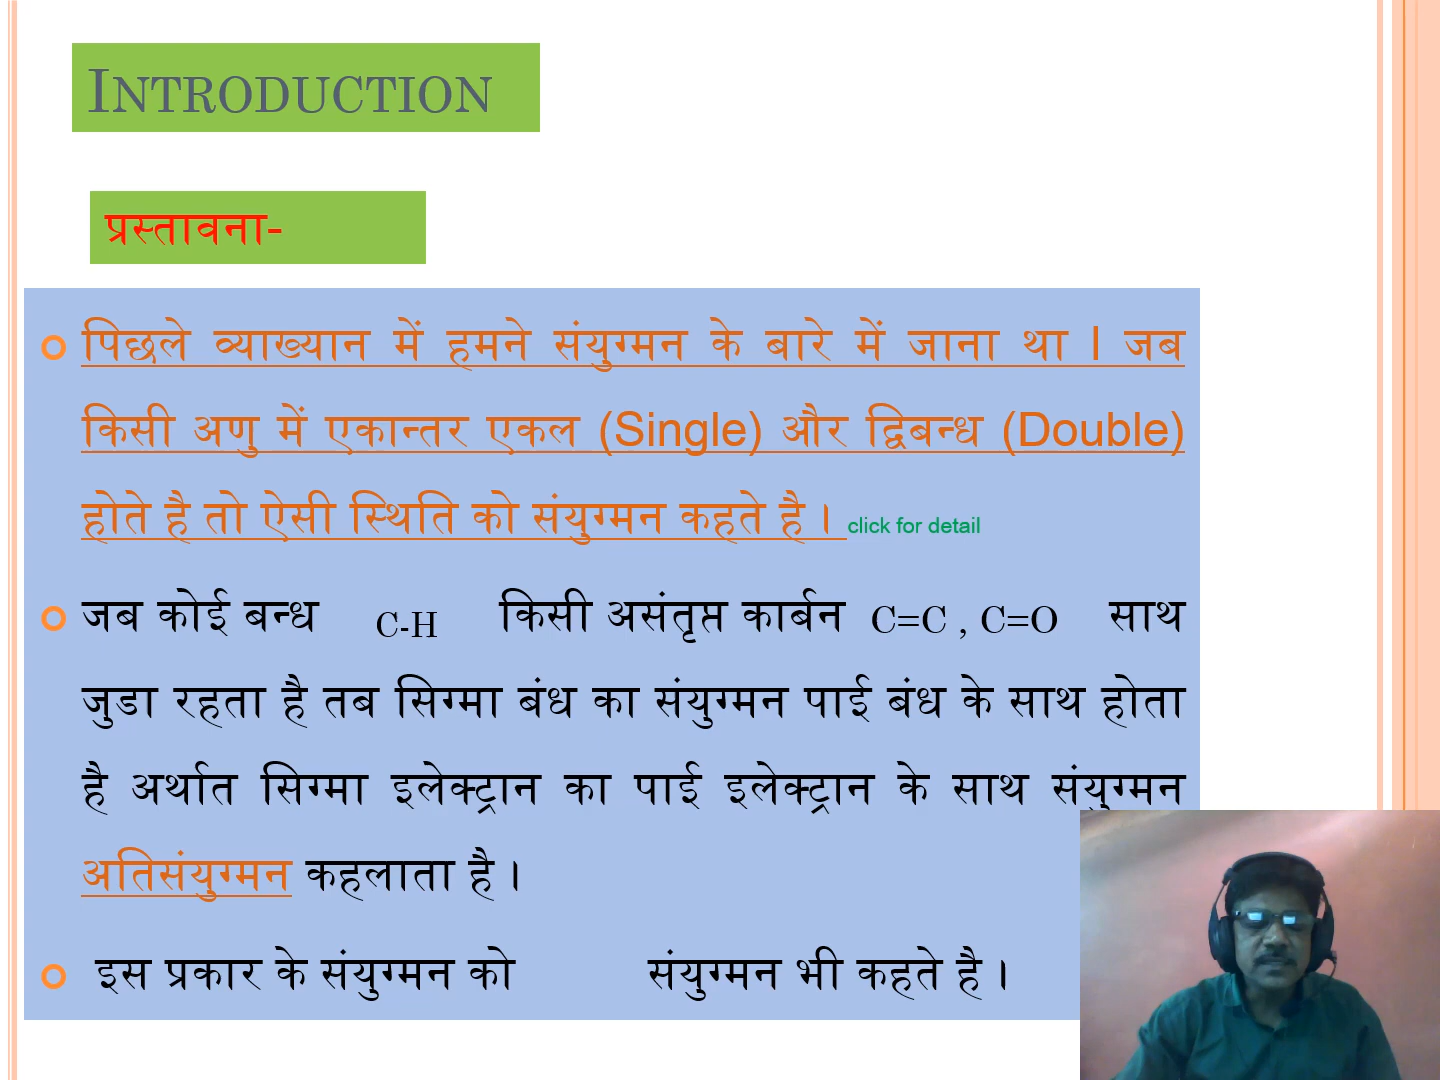 INTRODUCTION
प्रस्तावना-
पिछले व्याख्यान में हमने संयुग्मन के बारे में जाना था I जब
किसी अणु में एकान्तर एकल (Single) और द्विबन्ध (Double)
होते है तो ऐसी स्थिति को संयुग्मन कहते है । click for detail
जब कोई बन्ध C-H किसी असंतृप्त कार्बन C=C , C=O साथ
जुडा रहता है तब सिग्मा बंध का संयुग्मन पाई बंध के साथ होता
है अर्थात सिग्मा इलेक्ट्रान का पाई इलेक्ट्रान के साथ संयुग्मन
अतिसंयुग्मन कहलाता है ।
इस प्रकार के संयुग्मन को संयुग्मन भी कहते है ।